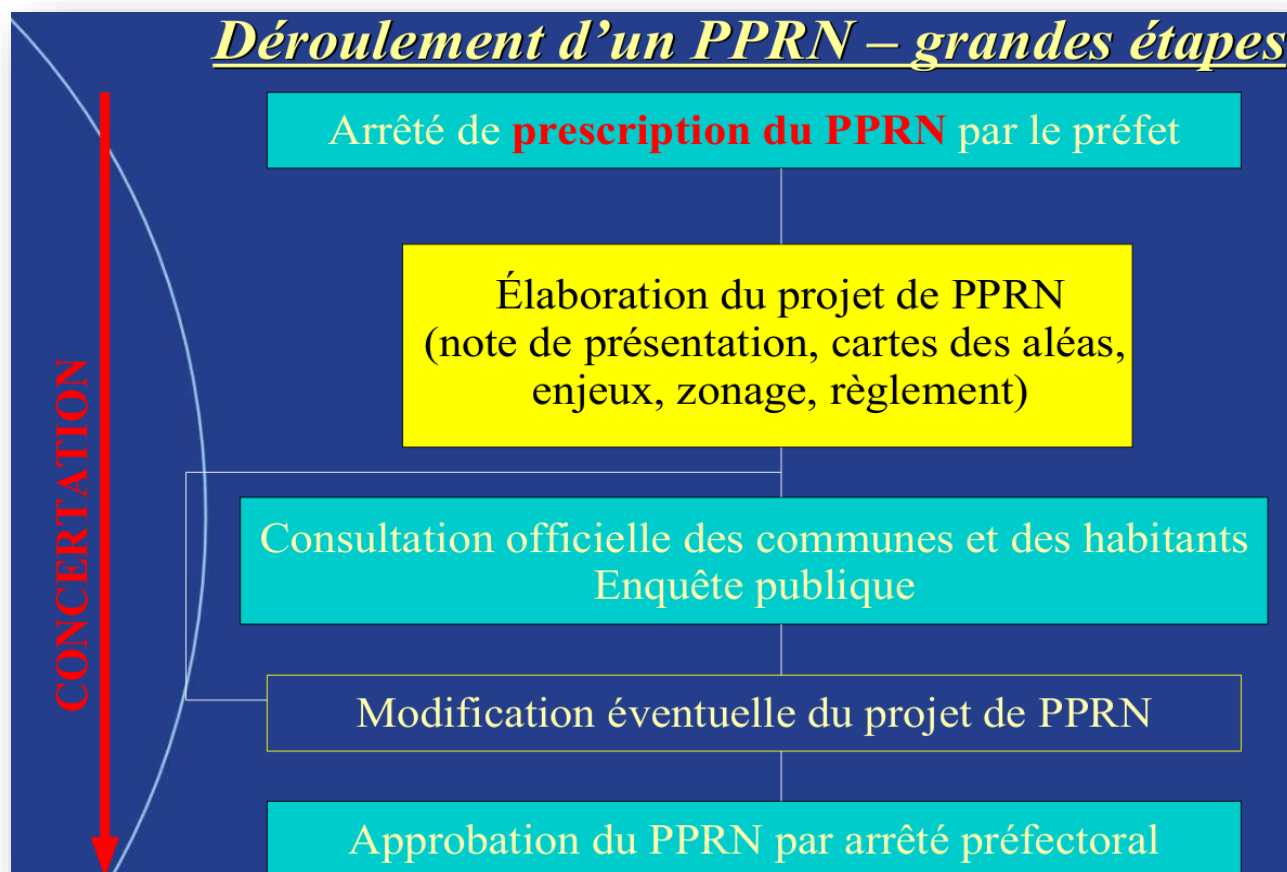 Déroulement d’un PPRN – grandes étapes
Arrêté de prescription du PPRN par le préfet
Élaboration du projet de PPRN
(note de présentation, cartes des aléas,
enjeux, zonage, règlement)
CONCERTATION
Consultation officielle des communes et des habitants
Enquête publique
Modification éventuelle du projet de PPRN
Approbation du PPRN par arrêté préfectoral